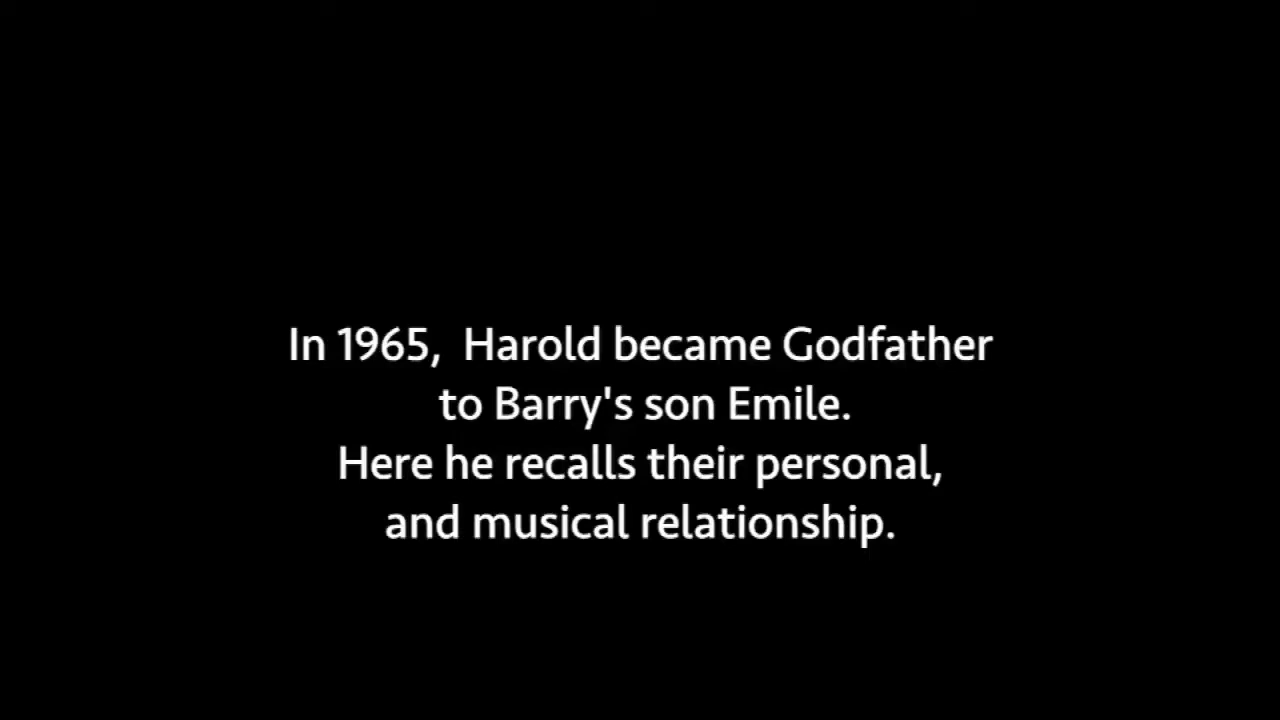 In 1965,  Harold became Godfather
to Barry's son Emile.
Here he recalls their personal,
and musical relationship.